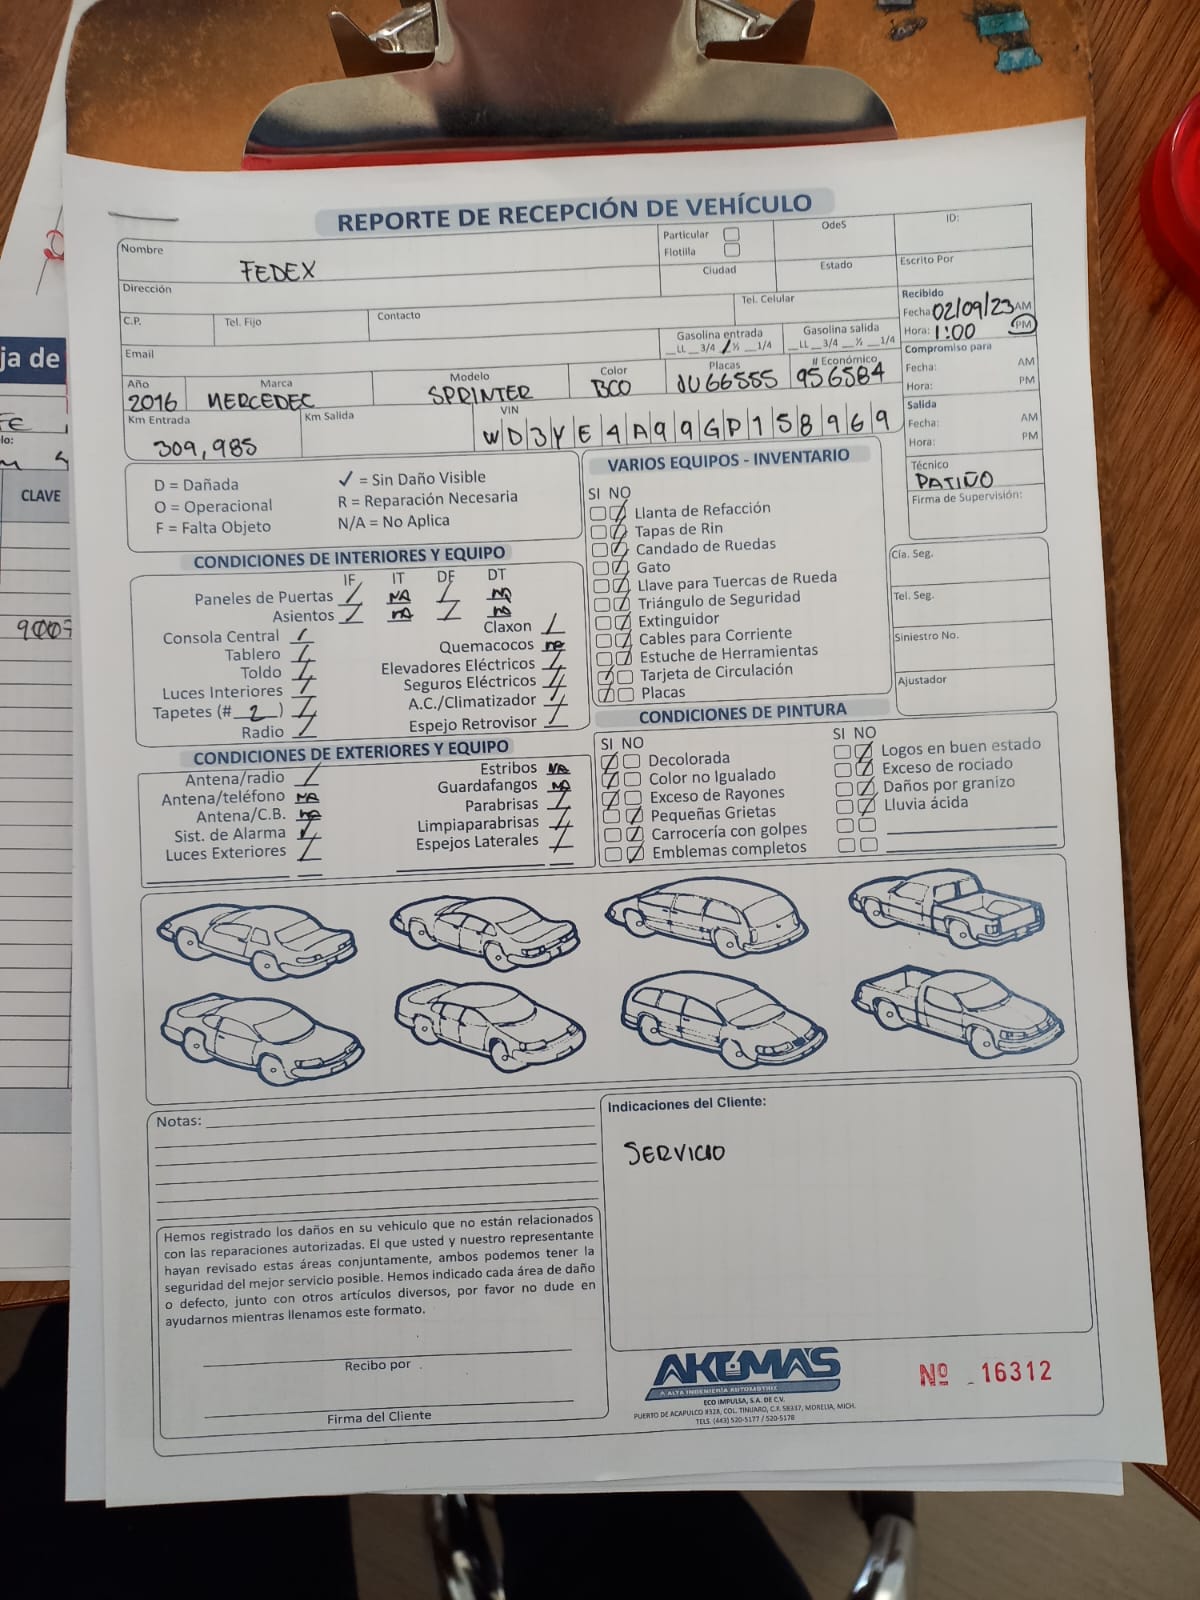 REPORTE DE RECEPCIÓN DE VEHÍCULO
Nombre FEDEX
Particular
Flotilla
OdeS
ID:
Dirección
Ciudad
Estado
Escrito Por
C.P.
Tel. Fijo
Contacto
Tel. Celular
Recibido
Fecha: 02/09/23 AM
Hora: 1:00 PM
Email
Gasolina entrada
_LL _3/4 _½ _1/4
Gasolina salida
_LL _3/4 _½ _1/4
Compromiso para
Fecha: AM
Hora: PM
Año 2016
Marca MERCEDEC
Modelo SPRINTER
Color BCO
Placas JU66555
# Económico 956584
Km Entrada 309,985
Km Salida
VIN WD3YE4A99GP158969
Salida
Fecha: AM
Hora: PM
Técnico
PATIÑO
Firma de Supervisión:
D = Dañada
O = Operacional
F = Falta Objeto
✓ = Sin Daño Visible
R = Reparación Necesaria
N/A = No Aplica
VARIOS EQUIPOS - INVENTARIO
SI NO
Llanta de Refacción
Tapas de Rin
Candado de Ruedas
Gato
Llave para Tuercas de Rueda
Triángulo de Seguridad
Extinguidor
Cables para Corriente
Estuche de Herramientas
Tarjeta de Circulación
Placas
Cía. Seg.
Tel. Seg.
Siniestro No.
Ajustador
CONDICIONES DE INTERIORES Y EQUIPO
IF IT DF DT
Paneles de Puertas / NA / NA
Asientos / NA / NA
Consola Central /
Tablero /
Toldo /
Luces Interiores /
Tapetes (# 2 ) /
Radio /
Claxon /
Quemacocos NA
Elevadores Eléctricos /
Seguros Eléctricos /
A.C./Climatizador /
Espejo Retrovisor /
CONDICIONES DE EXTERIORES Y EQUIPO
Antena/radio /
Antena/teléfono NA
Antena/C.B. NA
Sist. de Alarma /
Luces Exteriores /
Estribos NA
Guardafangos NA
Parabrisas /
Limpiaparabrisas /
Espejos Laterales /
CONDICIONES DE PINTURA
SI NO
Decolorada
Color no Igualado
Exceso de Rayones
Pequeñas Grietas
Carrocería con golpes
Emblemas completos
SI NO
Logos en buen estado
Exceso de rociado
Daños por granizo
Lluvia ácida
Notas:
Indicaciones del Cliente:
SERVICIO
Hemos registrado los daños en su vehiculo que no están relacionados
con las reparaciones autorizadas. El que usted y nuestro representante
hayan revisado estas áreas conjuntamente, ambos podemos tener la
seguridad del mejor servicio posible. Hemos indicado cada área de daño
o defecto, junto con otros artículos diversos, por favor no dude en
ayudarnos mientras llenamos este formato.
Recibo por
Firma del Cliente
AKUMAS
A ALTA INGENIERÍA AUTOMOTRIZ
ECO IMPULSA, S.A. DE C.V.
PUERTO DE ACAPULCO #328, COL. TINIJARO, C.P. 58337, MORELIA, MICH.
TELS. (443) 520-5177 / 520-5178
Nº 16312
ja de
CLAVE